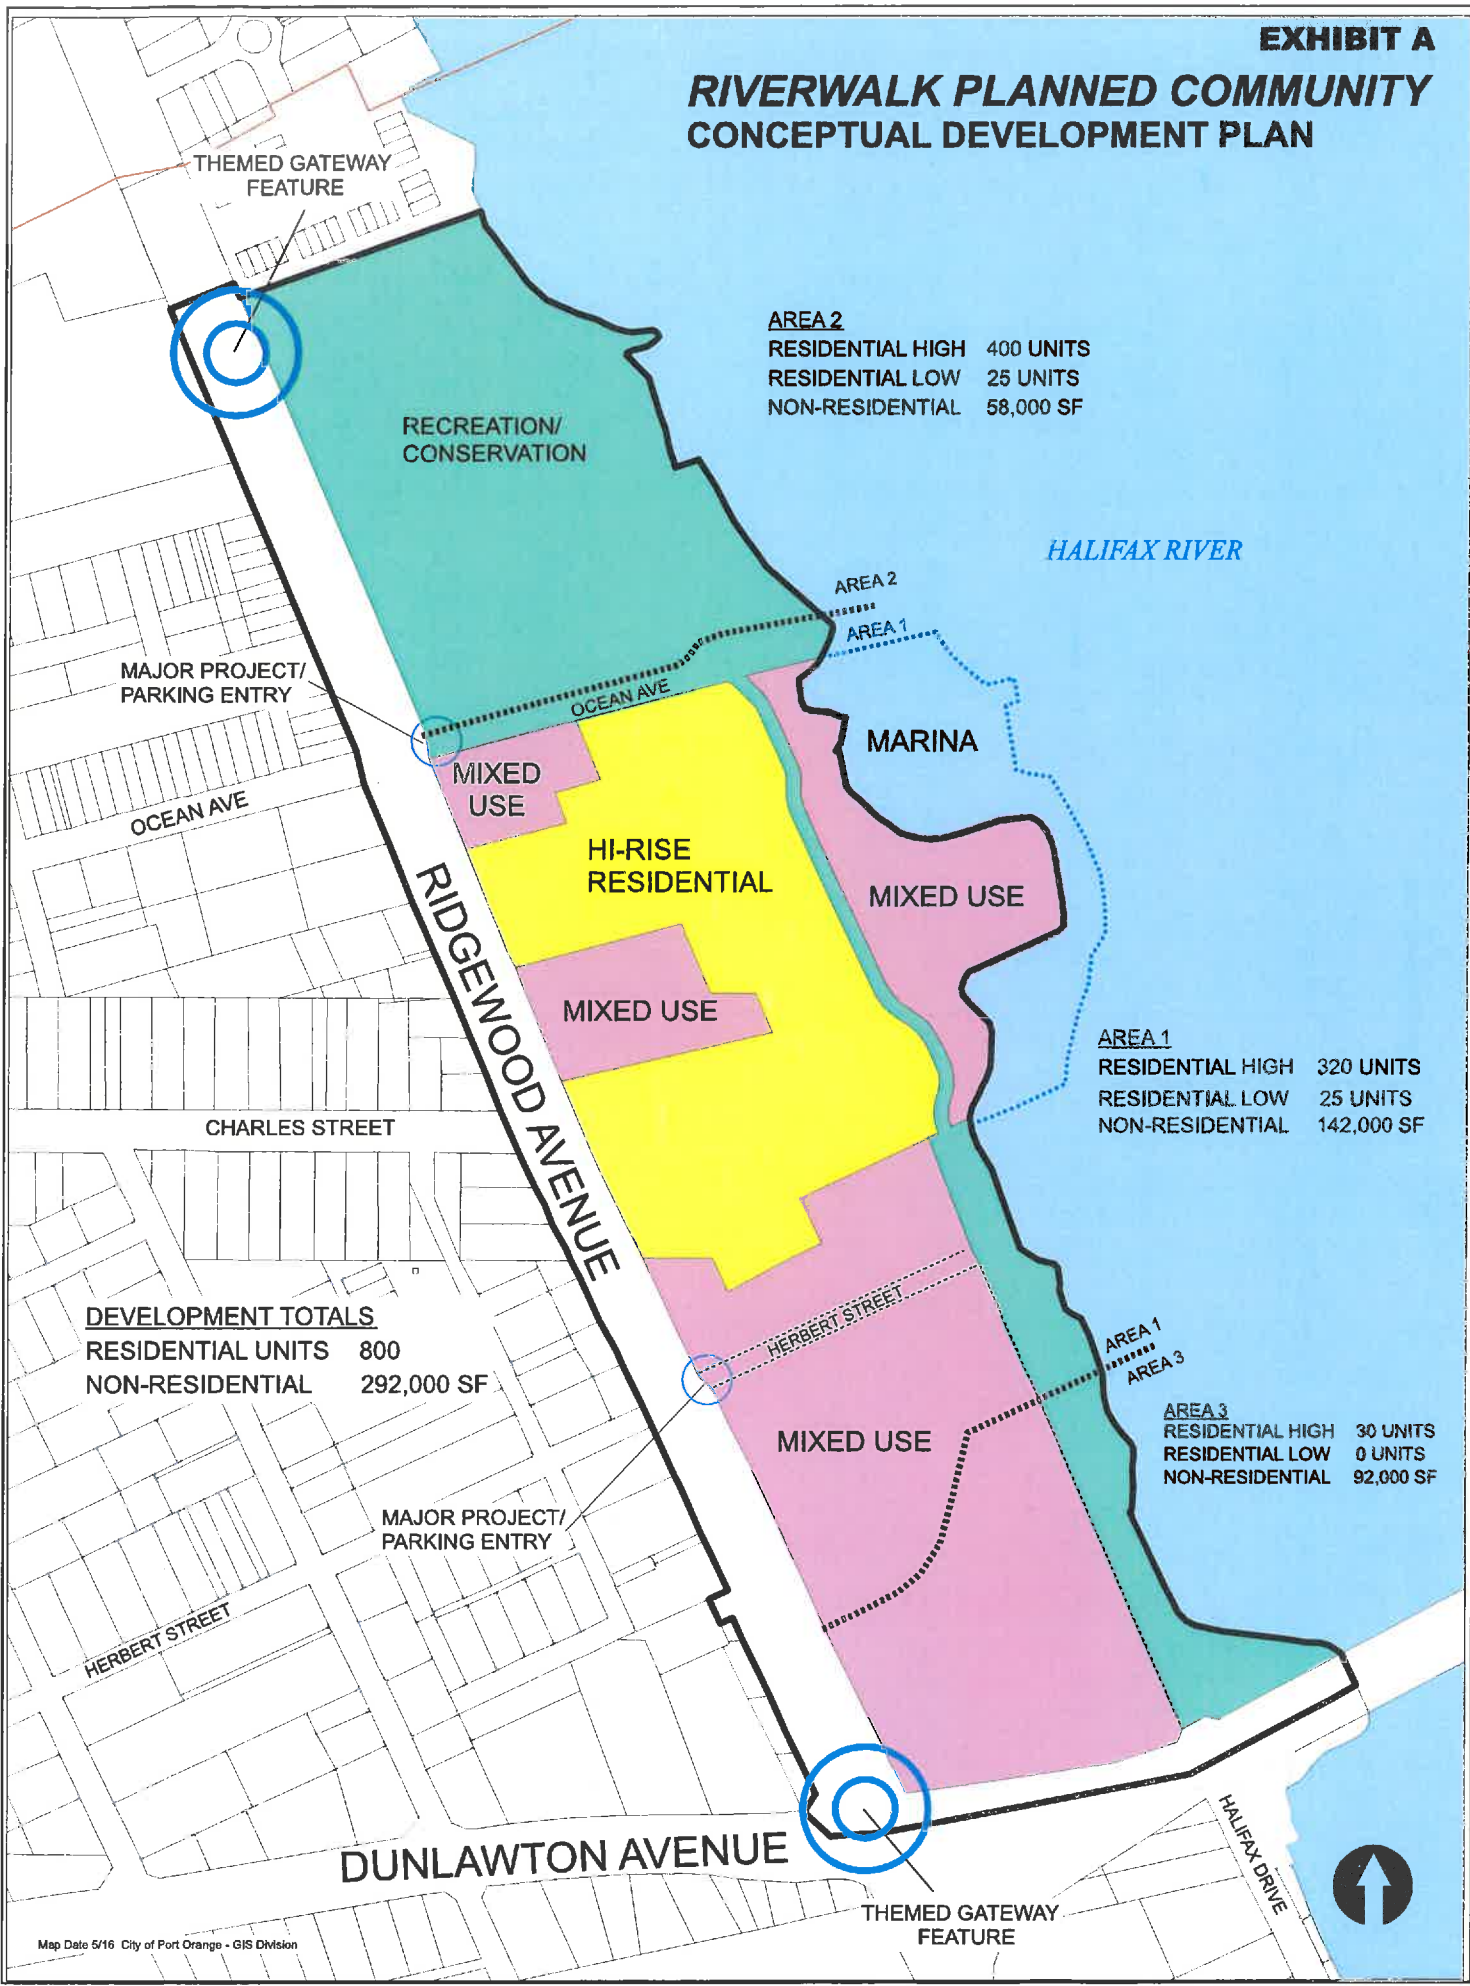 EXHIBIT A
RIVERWALK PLANNED COMMUNITY
CONCEPTUAL DEVELOPMENT PLAN
THEMED GATEWAY
FEATURE
AREA 2
RESIDENTIAL HIGH 400 UNITS
RESIDENTIAL LOW 25 UNITS
NON-RESIDENTIAL 58,000 SF
RECREATION/
CONSERVATION
HALIFAX RIVER
AREA 2
AREA 1
MAJOR PROJECT/
PARKING ENTRY
OCEAN AVE
MARINA
MIXED
USE
OCEAN AVE
HI-RISE
RESIDENTIAL
MIXED USE
RIDGEWOOD AVENUE
MIXED USE
AREA 1
RESIDENTIAL HIGH 320 UNITS
RESIDENTIAL LOW 25 UNITS
NON-RESIDENTIAL 142,000 SF
CHARLES STREET
DEVELOPMENT TOTALS
RESIDENTIAL UNITS 800
NON-RESIDENTIAL 292,000 SF
HERBERT STREET
AREA 1
AREA 3
AREA 3
RESIDENTIAL HIGH 30 UNITS
RESIDENTIAL LOW 0 UNITS
NON-RESIDENTIAL 92,000 SF
MIXED USE
MAJOR PROJECT/
PARKING ENTRY
HERBERT STREET
DUNLAWTON AVENUE
HALIFAX DRIVE
THEMED GATEWAY
FEATURE
Map Date 5/16 City of Port Orange - GIS Division